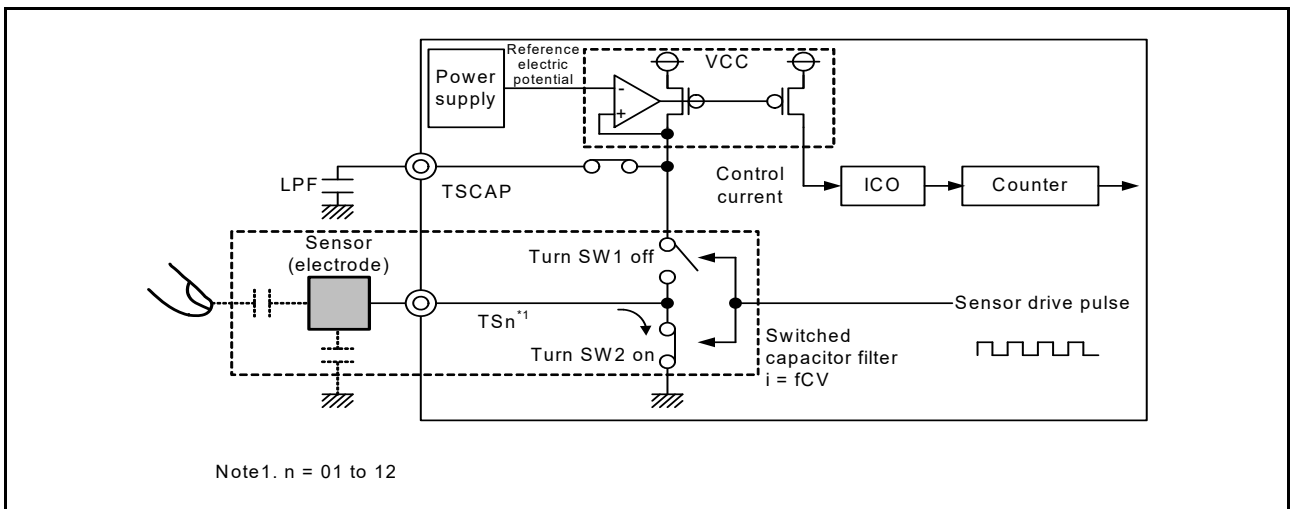 Reference
electric
potential
Power
supply
VCC
-
+
LPF
TSCAP
Control
current
ICO
Counter
Sensor
(electrode)
Turn SW1 off
Sensor drive pulse
TSn*1
Turn SW2 on
Switched
capacitor filter
i = fCV
Note1. n = 01 to 12